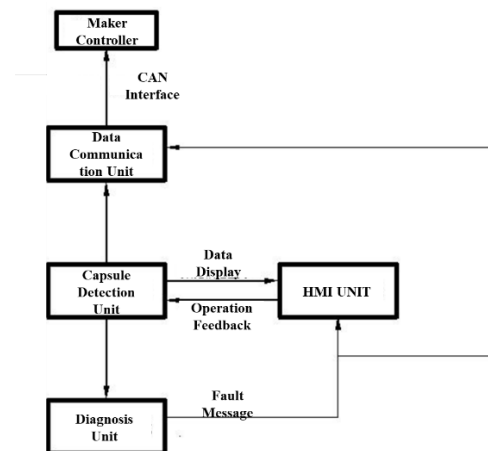 Maker
Controller
CAN
Interface
Data
Communica
tion Unit
Data
Display
Capsule
Detection
Unit
HMI UNIT
Operation
Feedback
Fault
Message
Diagnosis
Unit